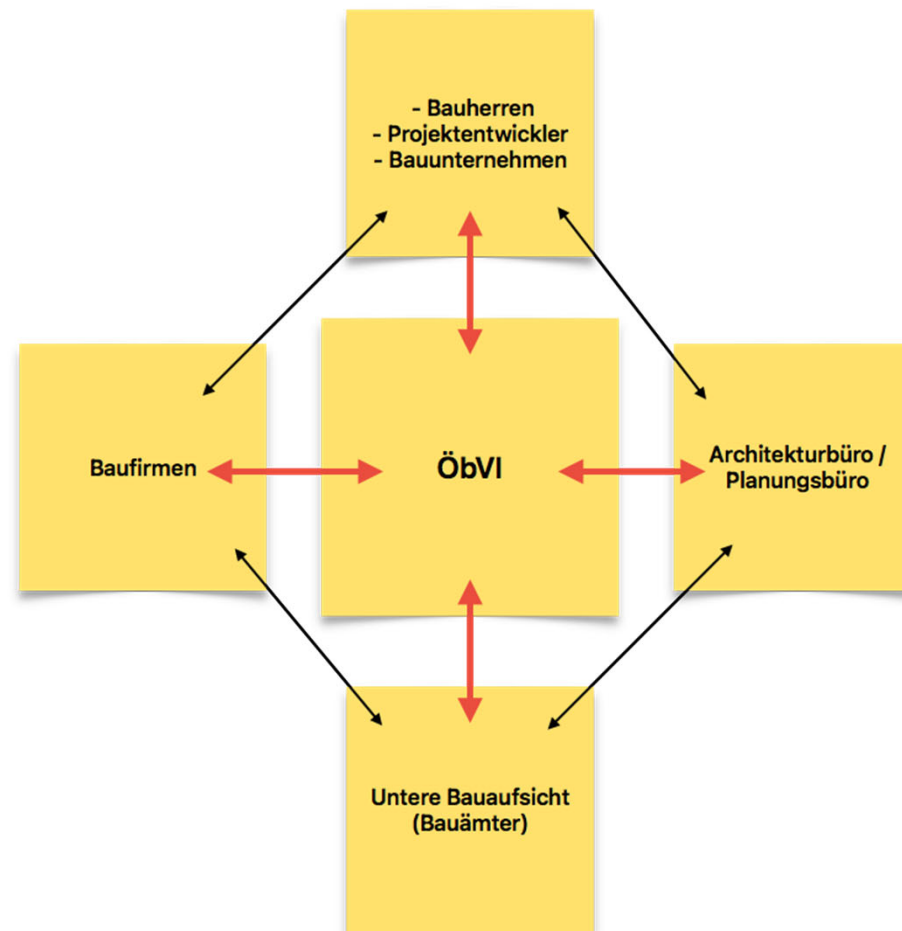 - Bauherren
- Projektentwickler
- Bauunternehmen
Baufirmen
ÖbVI
Architekturbüro /
Planungsbüro
Untere Bauaufsicht
(Bauämter)